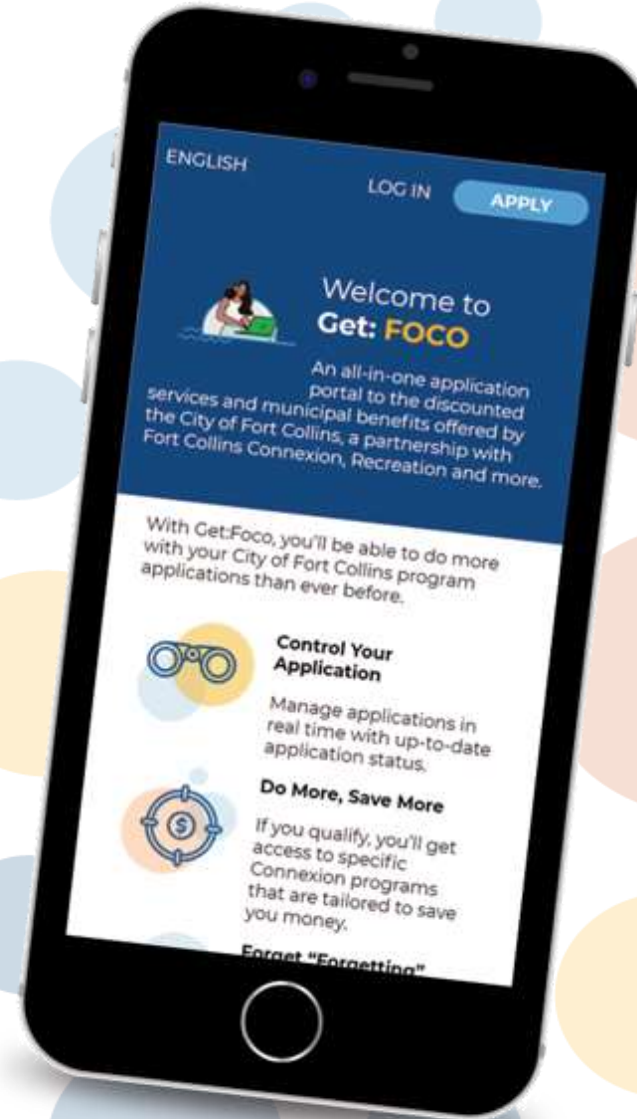 ENGLISH
LOG IN
APPLY
Welcome to
Get: FOCO
An all-in-one application
portal to the discounted
services and municipal benefits offered by
the City of Fort Collins, a partnership with
Fort Collins Connexion, Recreation and more.
With Get:Foco, you'll be able to do more
with your City of Fort Collins program
applications than ever before.
Control Your
Application
Manage applications in
real time with up-to-date
application status.
Do More, Save More
$
If you qualify, you'll get
access to specific
Connexion programs
that are tailored to save
you money.
Forget "Forgetting"